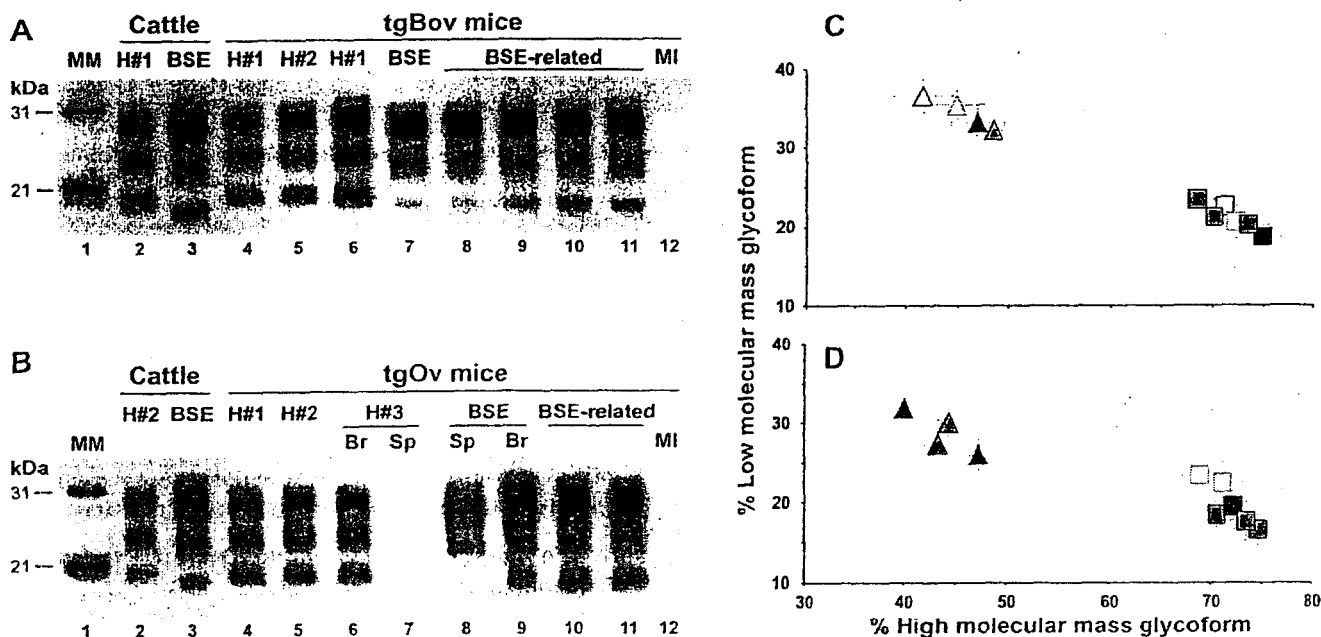 A
Cattle
tgBov mice
MM H#1 BSE H#1 H#2 H#1 BSE BSE-related MI
kDa
31
21
1 2 3 4 5 6 7 8 9 10 11 12
B
Cattle
tgOv mice
H#2 BSE H#1 H#2 H#3 BSE BSE-related
MM Br Sp Sp Br MI
kDa
31
21
1 2 3 4 5 6 7 8 9 10 11 12
C
40
30
20
10
% Low molecular mass glycoform
D
40
30
20
10
30 40 50 60 70 80
% High molecular mass glycoform